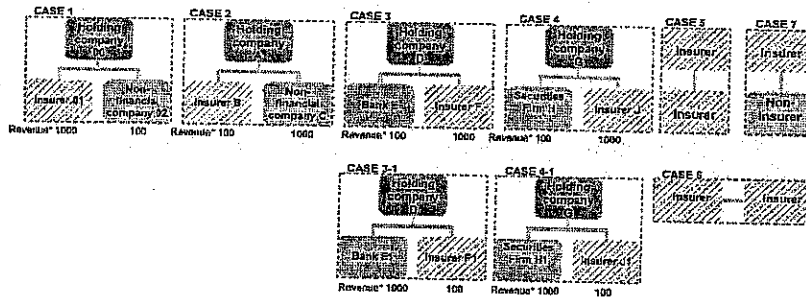 CASE 1
Holding
company
Insurer 01
Non-
financial
company 02
Revenue* 1000
100
CASE 2
Holding
company
Insurer B
Non-
financial
company C
Revenue* 100
1000
CASE 3
Holding
company
Bank E
Insurer F
Revenue* 100
1000
CASE 4
Holding
company
Securities
Firm H
Insurer J
Revenue* 100
1000
CASE 5
Insurer
Insurer
CASE 7
Insurer
Non-
Insurer
CASE 3-1
Holding
company
Bank E1
Insurer F1
Revenue* 1000
100
CASE 4-1
Holding
company
Securities
Firm H1
Insurer J1
Revenue* 1000
100
CASE 6
Insurer
Insurer